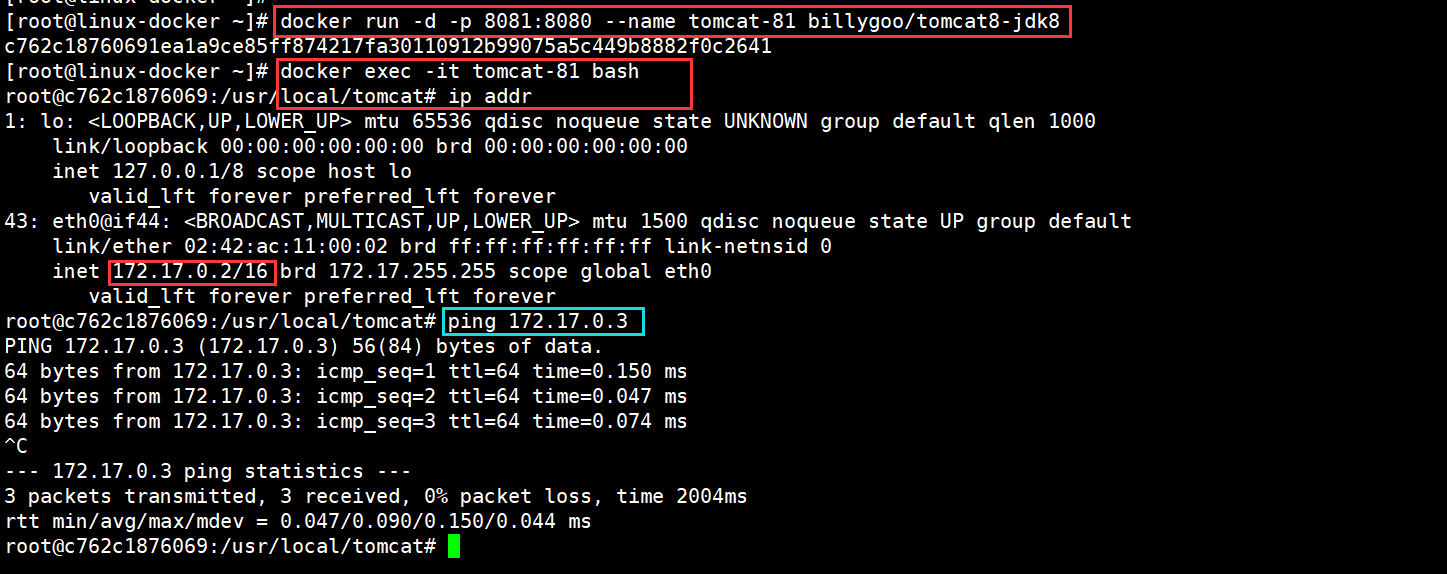 [root@linux-docker ~]#
[root@linux-docker ~]# docker run -d -p 8081:8080 --name tomcat-81 billygoo/tomcat8-jdk8
c762c18760691ea1a9ce85ff874217fa30110912b99075a5c449b8882f0c2641
[root@linux-docker ~]# docker exec -it tomcat-81 bash
root@c762c1876069:/usr/local/tomcat# ip addr
1: lo: <LOOPBACK,UP,LOWER_UP> mtu 65536 qdisc noqueue state UNKNOWN group default qlen 1000
    link/loopback 00:00:00:00:00:00 brd 00:00:00:00:00:00
    inet 127.0.0.1/8 scope host lo
       valid_lft forever preferred_lft forever
43: eth0@if44: <BROADCAST,MULTICAST,UP,LOWER_UP> mtu 1500 qdisc noqueue state UP group default
    link/ether 02:42:ac:11:00:02 brd ff:ff:ff:ff:ff:ff link-netnsid 0
    inet 172.17.0.2/16 brd 172.17.255.255 scope global eth0
       valid_lft forever preferred_lft forever
root@c762c1876069:/usr/local/tomcat# ping 172.17.0.3
PING 172.17.0.3 (172.17.0.3) 56(84) bytes of data.
64 bytes from 172.17.0.3: icmp_seq=1 ttl=64 time=0.150 ms
64 bytes from 172.17.0.3: icmp_seq=2 ttl=64 time=0.047 ms
64 bytes from 172.17.0.3: icmp_seq=3 ttl=64 time=0.074 ms
^C
--- 172.17.0.3 ping statistics ---
3 packets transmitted, 3 received, 0% packet loss, time 2004ms
rtt min/avg/max/mdev = 0.047/0.090/0.150/0.044 ms
root@c762c1876069:/usr/local/tomcat#